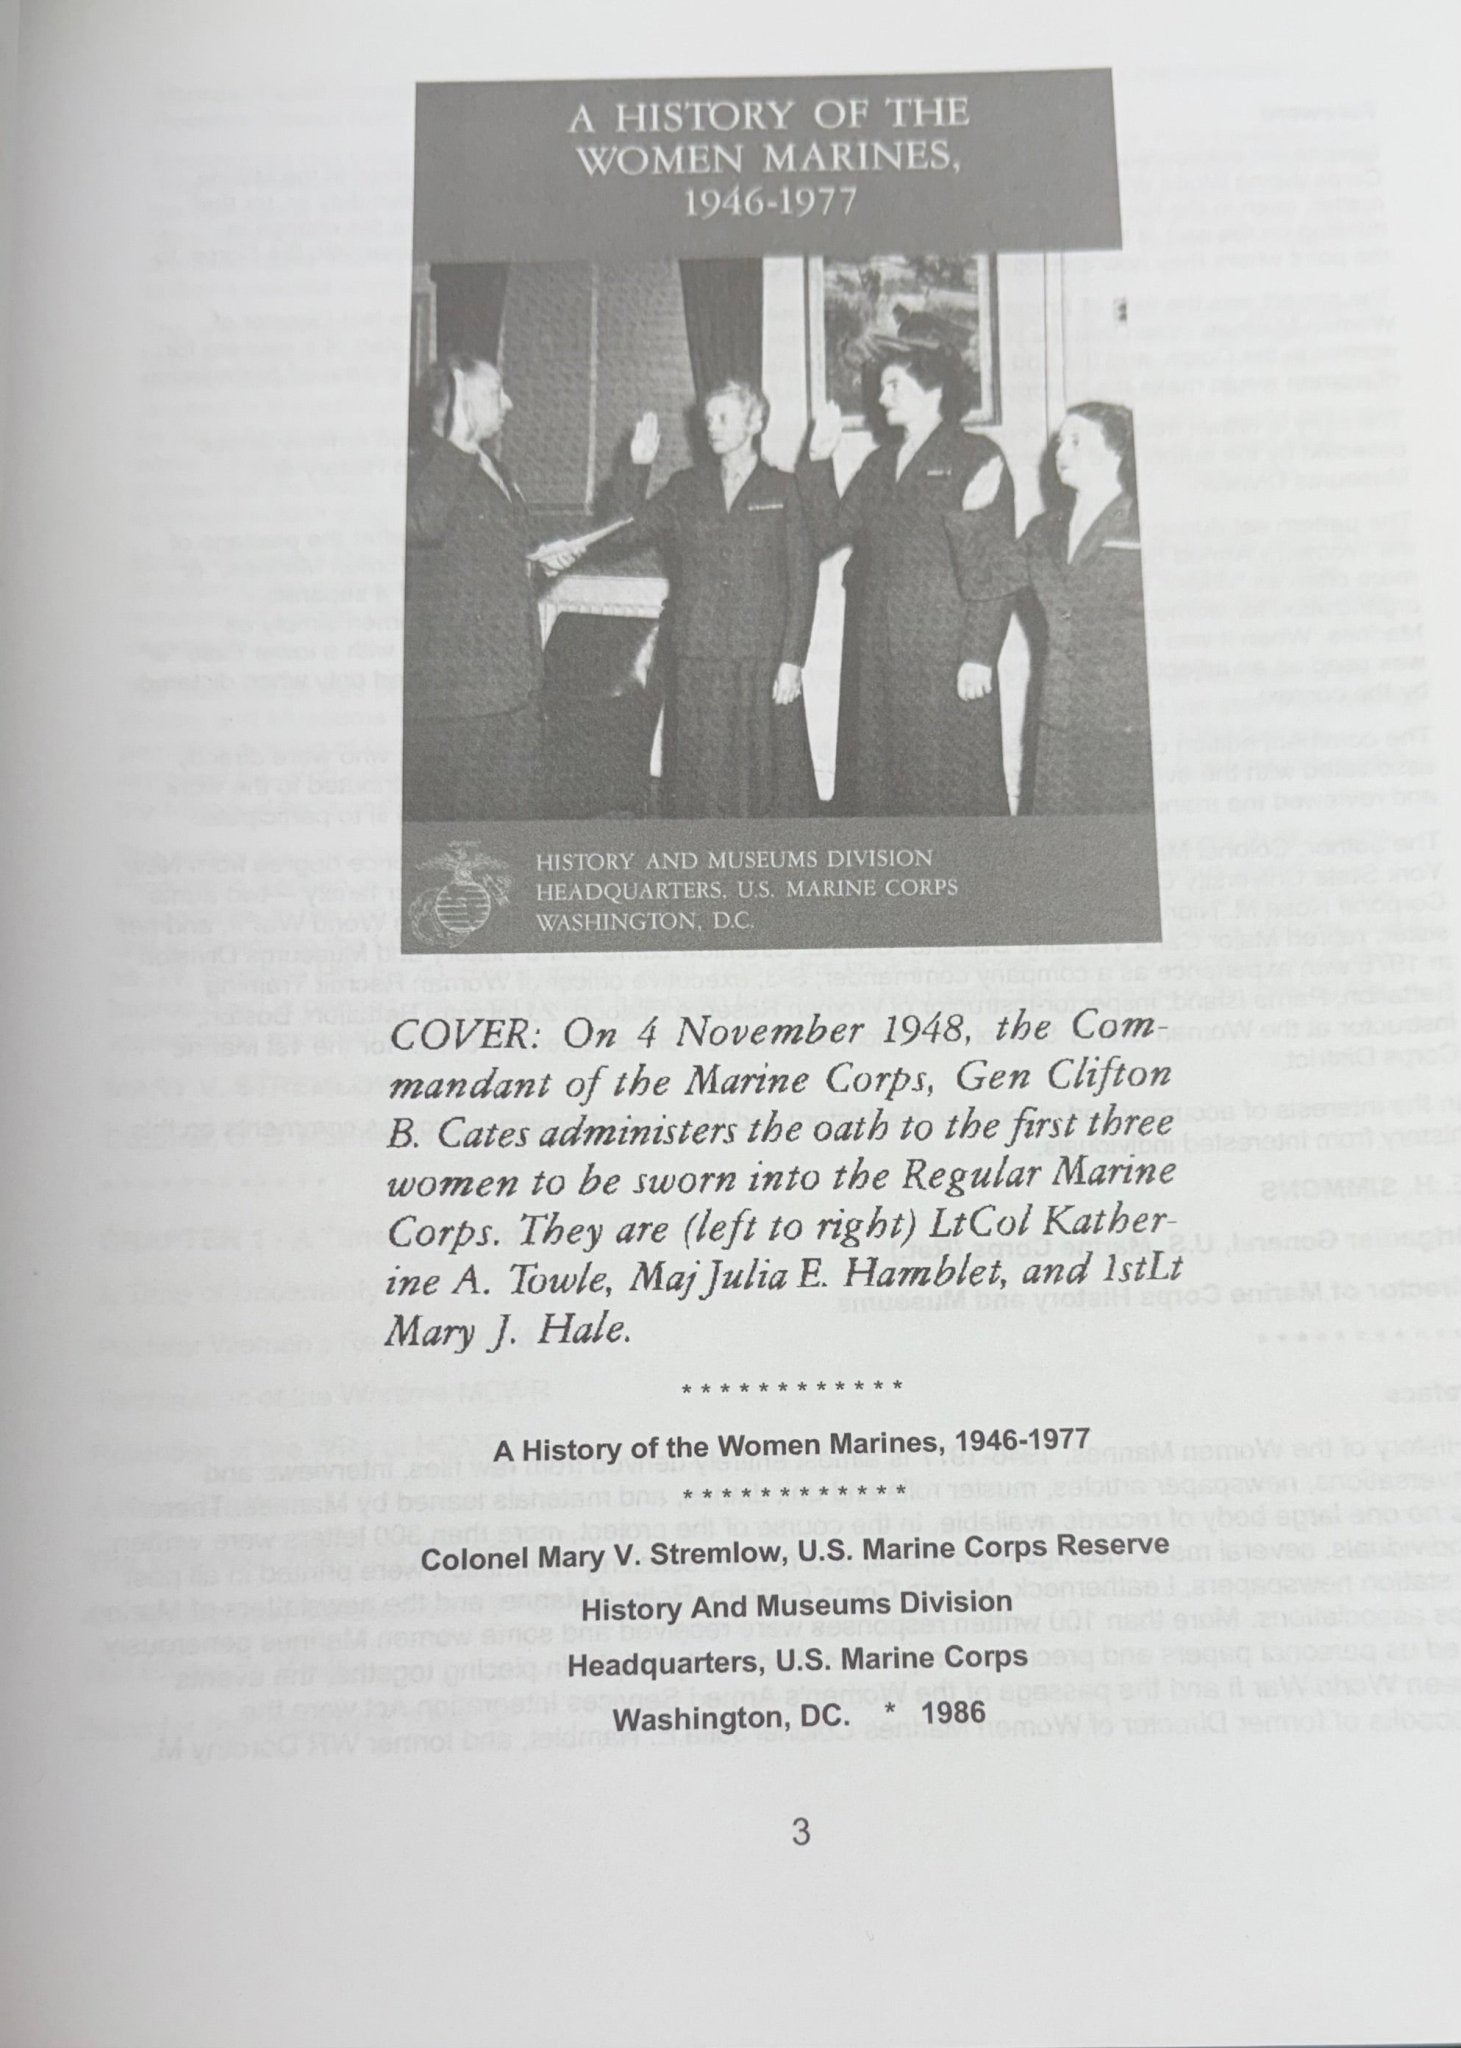 A HISTORY OF THE
WOMEN MARINES,
1946-1977
HISTORY AND MUSEUMS DIVISION
HEADQUARTERS, U.S. MARINE CORPS
WASHINGTON, D.C.
COVER: On 4 November 1948, the Com-
mandant of the Marine Corps, Gen Clifton
B. Cates administers the oath to the first three
women to be sworn into the Regular Marine
Corps. They are (left to right) LtCol Kather-
ine A. Towle, Maj Julia E. Hamblet, and 1stLt
Mary J. Hale.
* * * * * * * * * * * *
A History of the Women Marines, 1946-1977
* * * * * * * * * * * *
Colonel Mary V. Stremlow, U.S. Marine Corps Reserve
History And Museums Division
Headquarters, U.S. Marine Corps
Washington, DC. * 1986
3